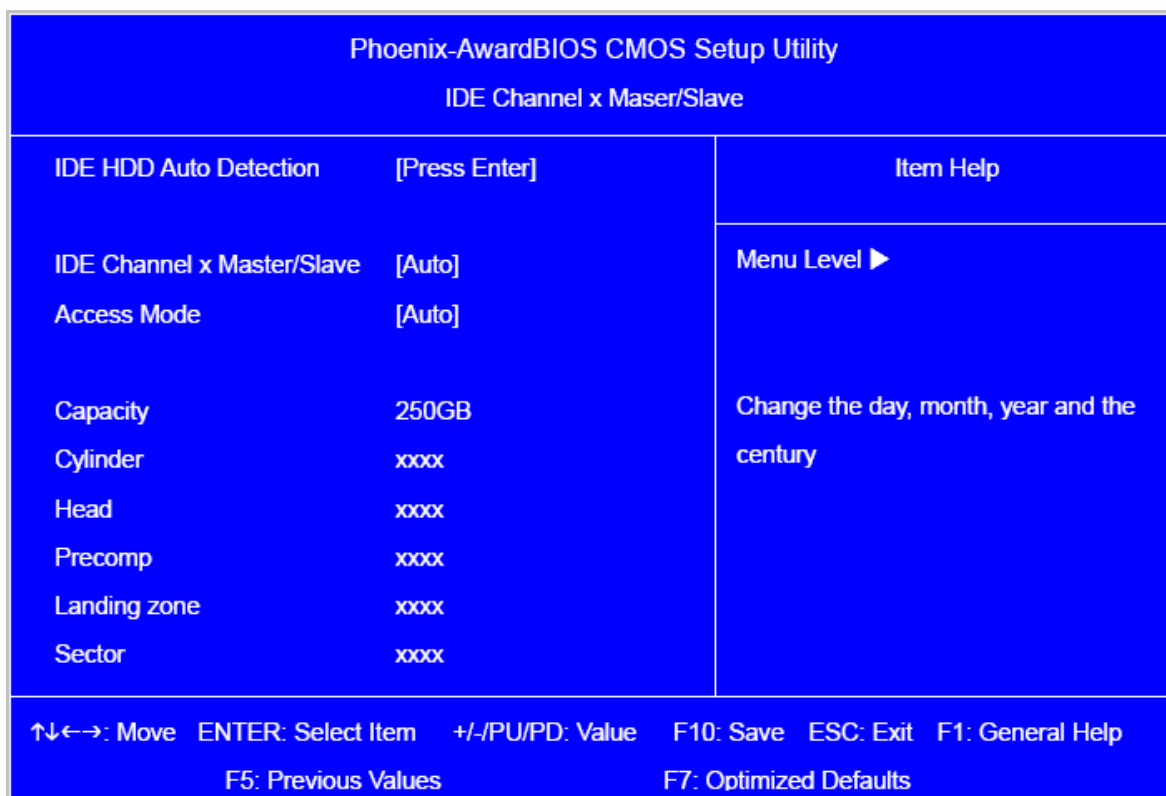 Phoenix-AwardBIOS CMOS Setup Utility
IDE Channel x Maser/Slave
IDE HDD Auto Detection [Press Enter]
IDE Channel x Master/Slave [Auto]
Access Mode [Auto]
Capacity 250GB
Cylinder xxxx
Head xxxx
Precomp xxxx
Landing zone xxxx
Sector xxxx
Item Help
Menu Level ▶
Change the day, month, year and the
century
↑↓←→: Move ENTER: Select Item +/-/PU/PD: Value F10: Save ESC: Exit F1: General Help
F5: Previous Values F7: Optimized Defaults